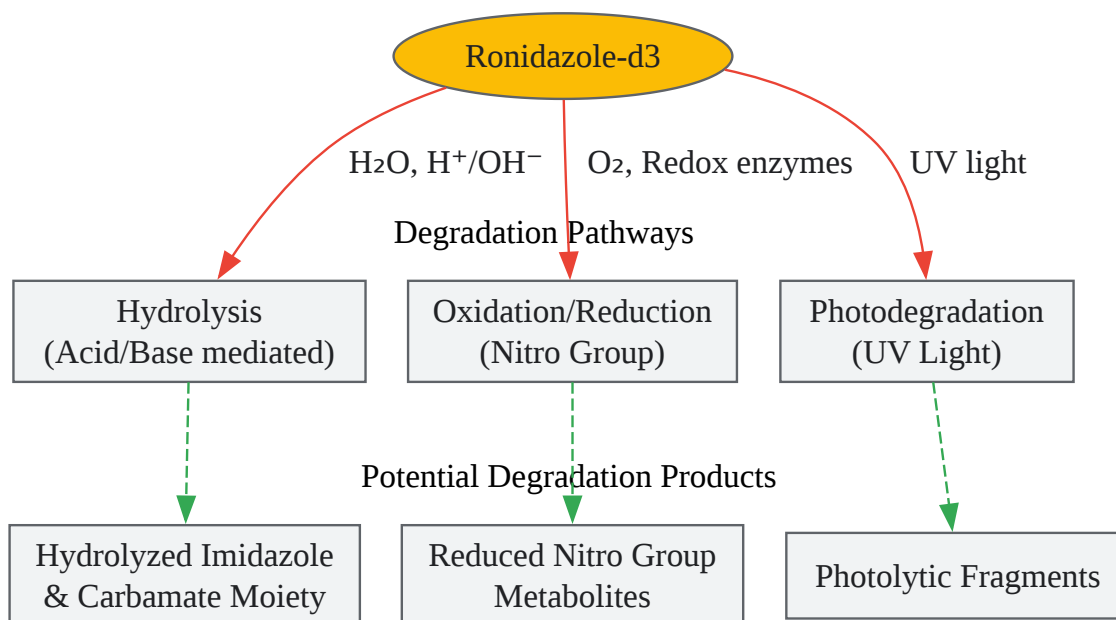 Ronidazole-d3
H₂O, H⁺/OH⁻
O₂, Redox enzymes
UV light
Degradation Pathways
Hydrolysis
(Acid/Base mediated)
Oxidation/Reduction
(Nitro Group)
Photodegradation
(UV Light)
Potential Degradation Products
Hydrolyzed Imidazole
& Carbamate Moiety
Reduced Nitro Group
Metabolites
Photolytic Fragments